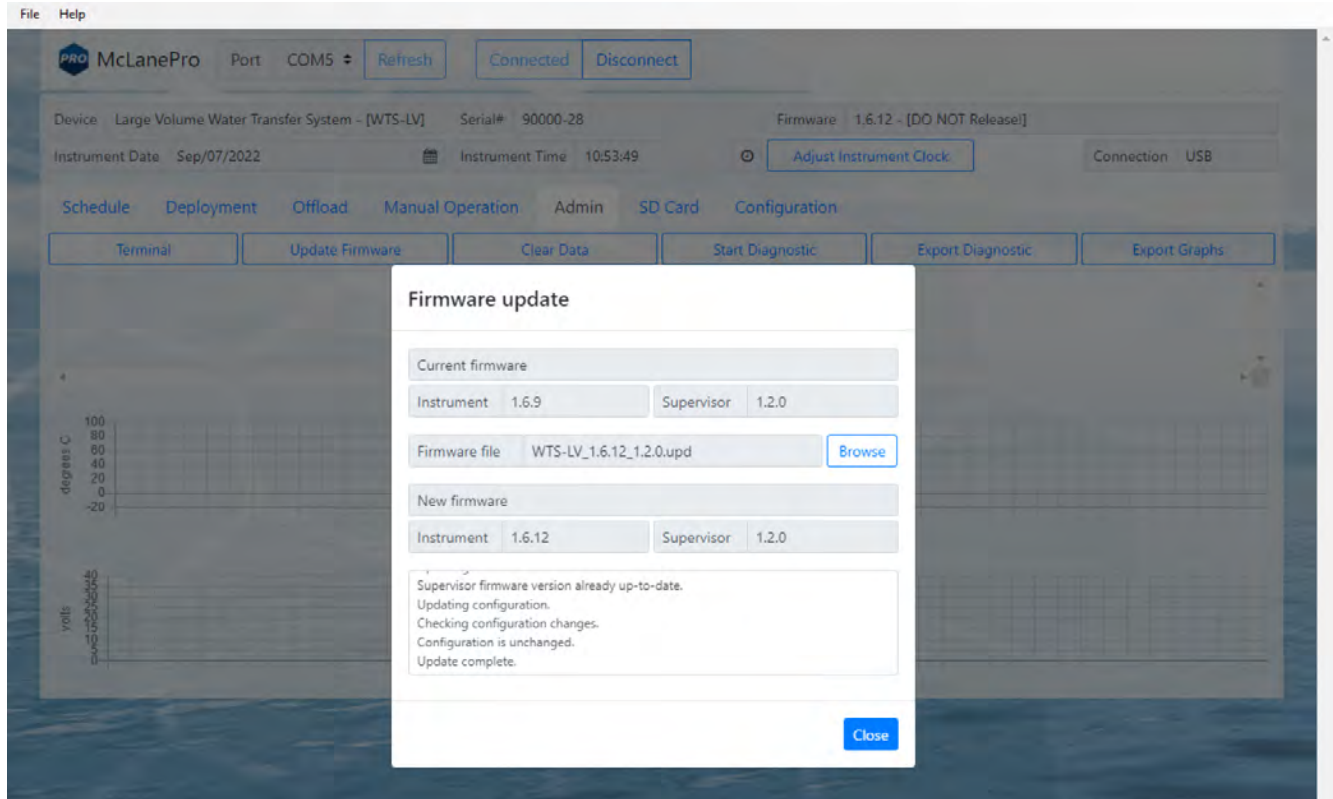 File Help
PRO McLanePro Port COM5 Refresh Connected Disconnect
Device Large Volume Water Transfer System - [WTS-LV] Serial# 90000-28 Firmware 1.6.12 - [DO NOT Release!]
Instrument Date Sep/07/2022 Instrument Time 10:53:49 Adjust Instrument Clock Connection USB
Schedule Deployment Offload Manual Operation Admin SD Card Configuration
Terminal Update Firmware Clear Data Start Diagnostic Export Diagnostic Export Graphs
Firmware update
Current firmware
Instrument 1.6.9 Supervisor 1.2.0
Firmware file WTS-LV_1.6.12_1.2.0.upd Browse
New firmware
Instrument 1.6.12 Supervisor 1.2.0
Supervisor firmware version already up-to-date.
Updating configuration.
Checking configuration changes.
Configuration is unchanged.
Update complete.
Close
degrees C
100
80
60
40
20
0
-20
volts
40
35
30
25
20
15
10
5
0